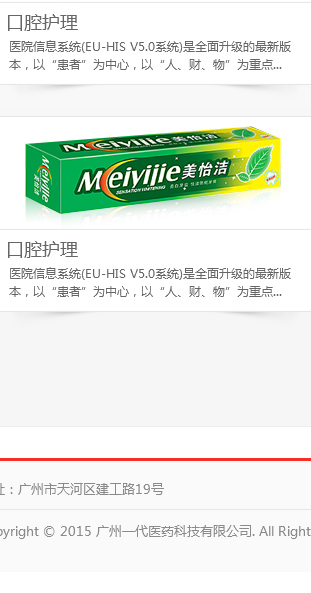 口腔护理
医院信息系统(EU-HIS V5.0系统)是全面升级的最新版
本，以“患者”为中心，以“人、财、物”为重点...
Meiyijie美怡洁
SENSATION WHITENING
美怡洁
口腔护理
医院信息系统(EU-HIS V5.0系统)是全面升级的最新版
本，以“患者”为中心，以“人、财、物”为重点...
址：广州市天河区建工路19号
pyright © 2015 广州一代医药科技有限公司. All Right